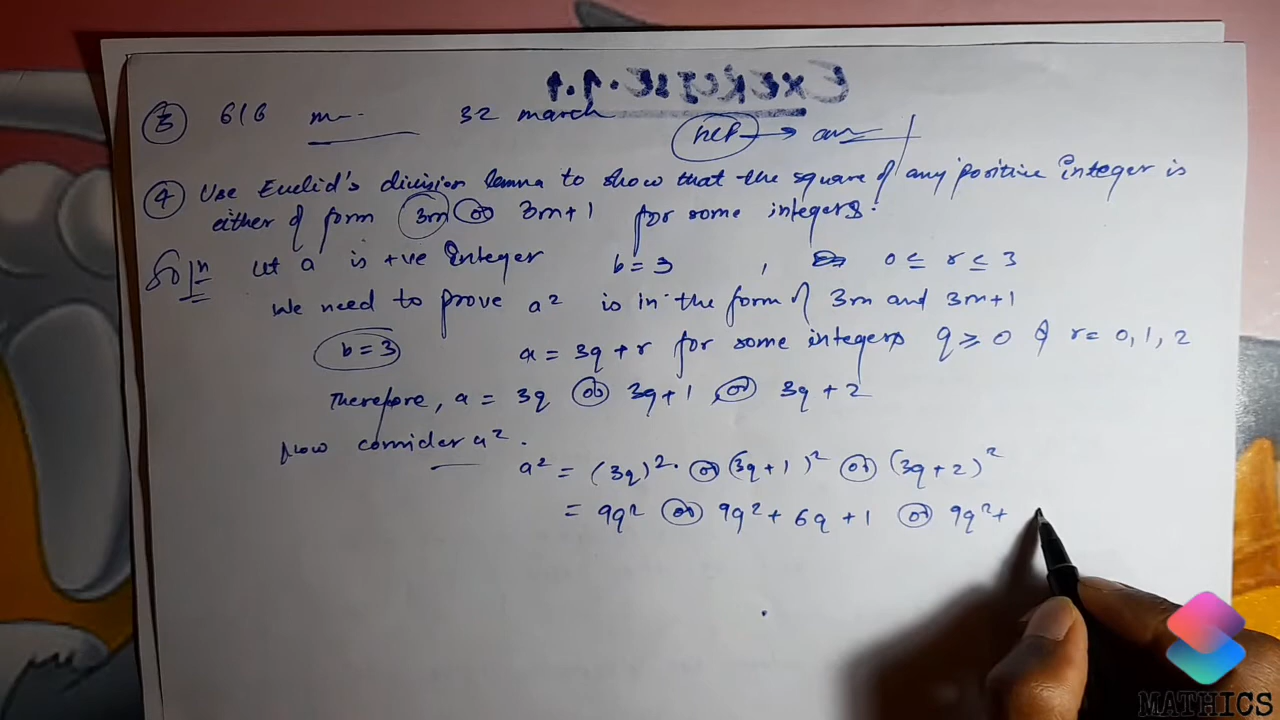 Exercise.1.1
③ 616 m 32 march
HCF → an
④ Use Euclid's division lemma to show that the square of any positive Integer is
either of form 3m or 3m+1 for some integers.
Sol|n Let a is +ve Integer b = 3 , 0 ≤ r ≤ 3
We need to prove a² is in the form of 3m and 3m+1
b = 3 a = 3q + r for some integers q ≥ 0 & r = 0, 1, 2
Therefore, a = 3q or 3q+1 or 3q + 2
Now consider a².
a² = (3q)². or (3q+1)² or (3q+2)²
= 9q² or 9q² + 6q + 1 or 9q² +
MATHICS